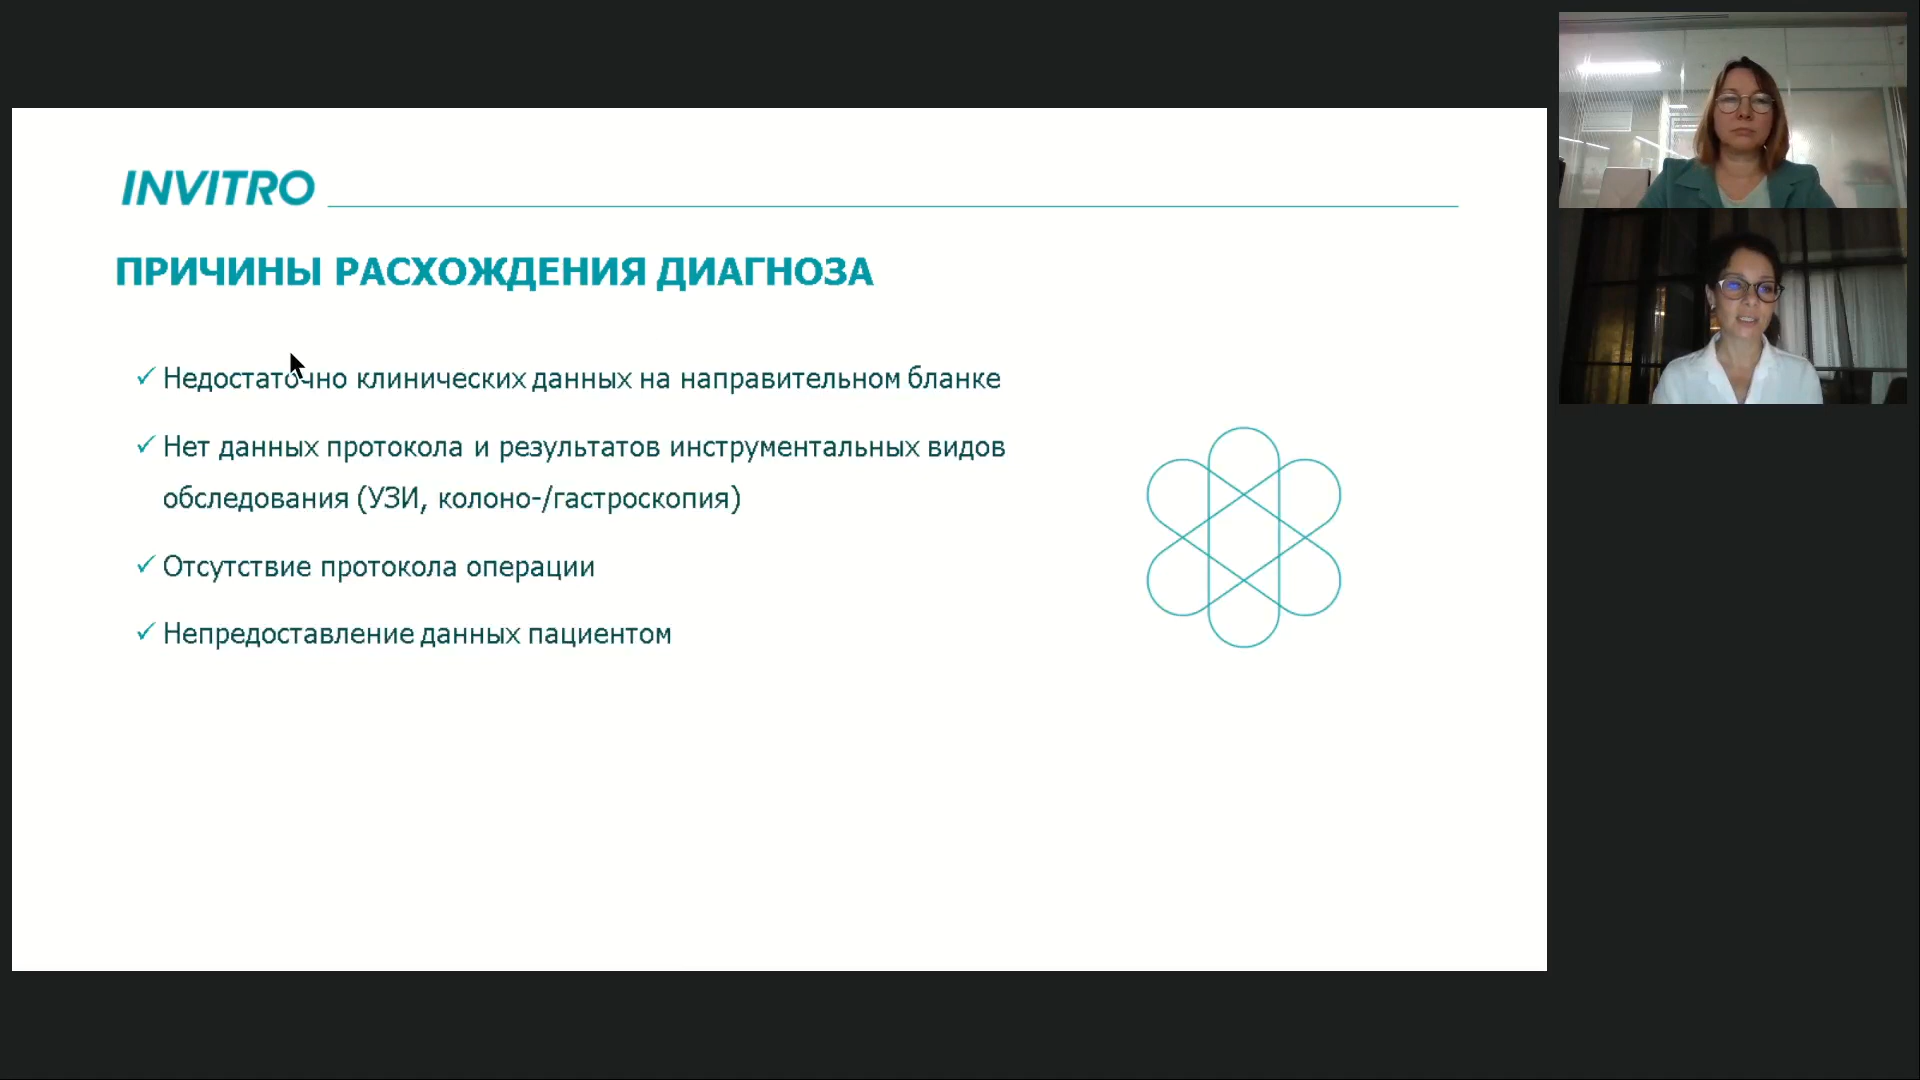 INVITRO
ПРИЧИНЫ РАСХОЖДЕНИЯ ДИАГНОЗА
Недостаточно клинических данных на направительном бланке
Нет данных протокола и результатов инструментальных видов
обследования (УЗИ, колоно-/гастроскопия)
Отсутствие протокола операции
Непредоставление данных пациентом